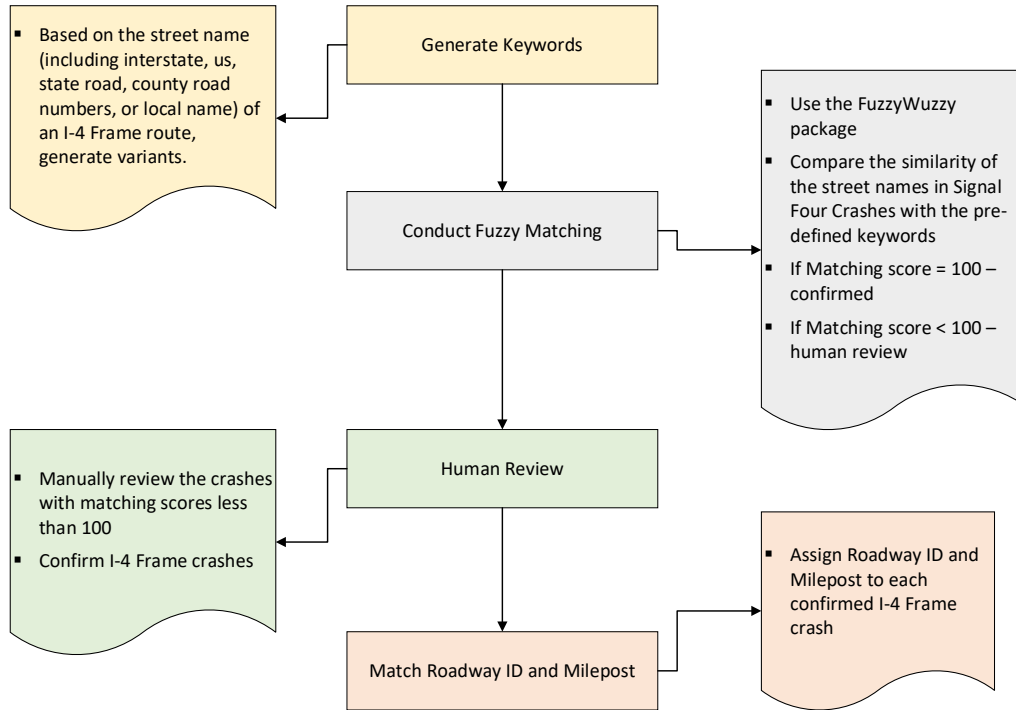 Generate Keywords
▪ Based on the street name
(including interstate, us,
state road, county road
numbers, or local name) of
an I-4 Frame route,
generate variants.
Conduct Fuzzy Matching
▪ Use the FuzzyWuzzy
package
▪ Compare the similarity of
the street names in Signal
Four Crashes with the pre-
defined keywords
▪ If Matching score = 100 –
confirmed
▪ If Matching score < 100 –
human review
Human Review
▪ Manually review the crashes
with matching scores less
than 100
▪ Confirm I-4 Frame crashes
Match Roadway ID and Milepost
▪ Assign Roadway ID and
Milepost to each
confirmed I-4 Frame
crash